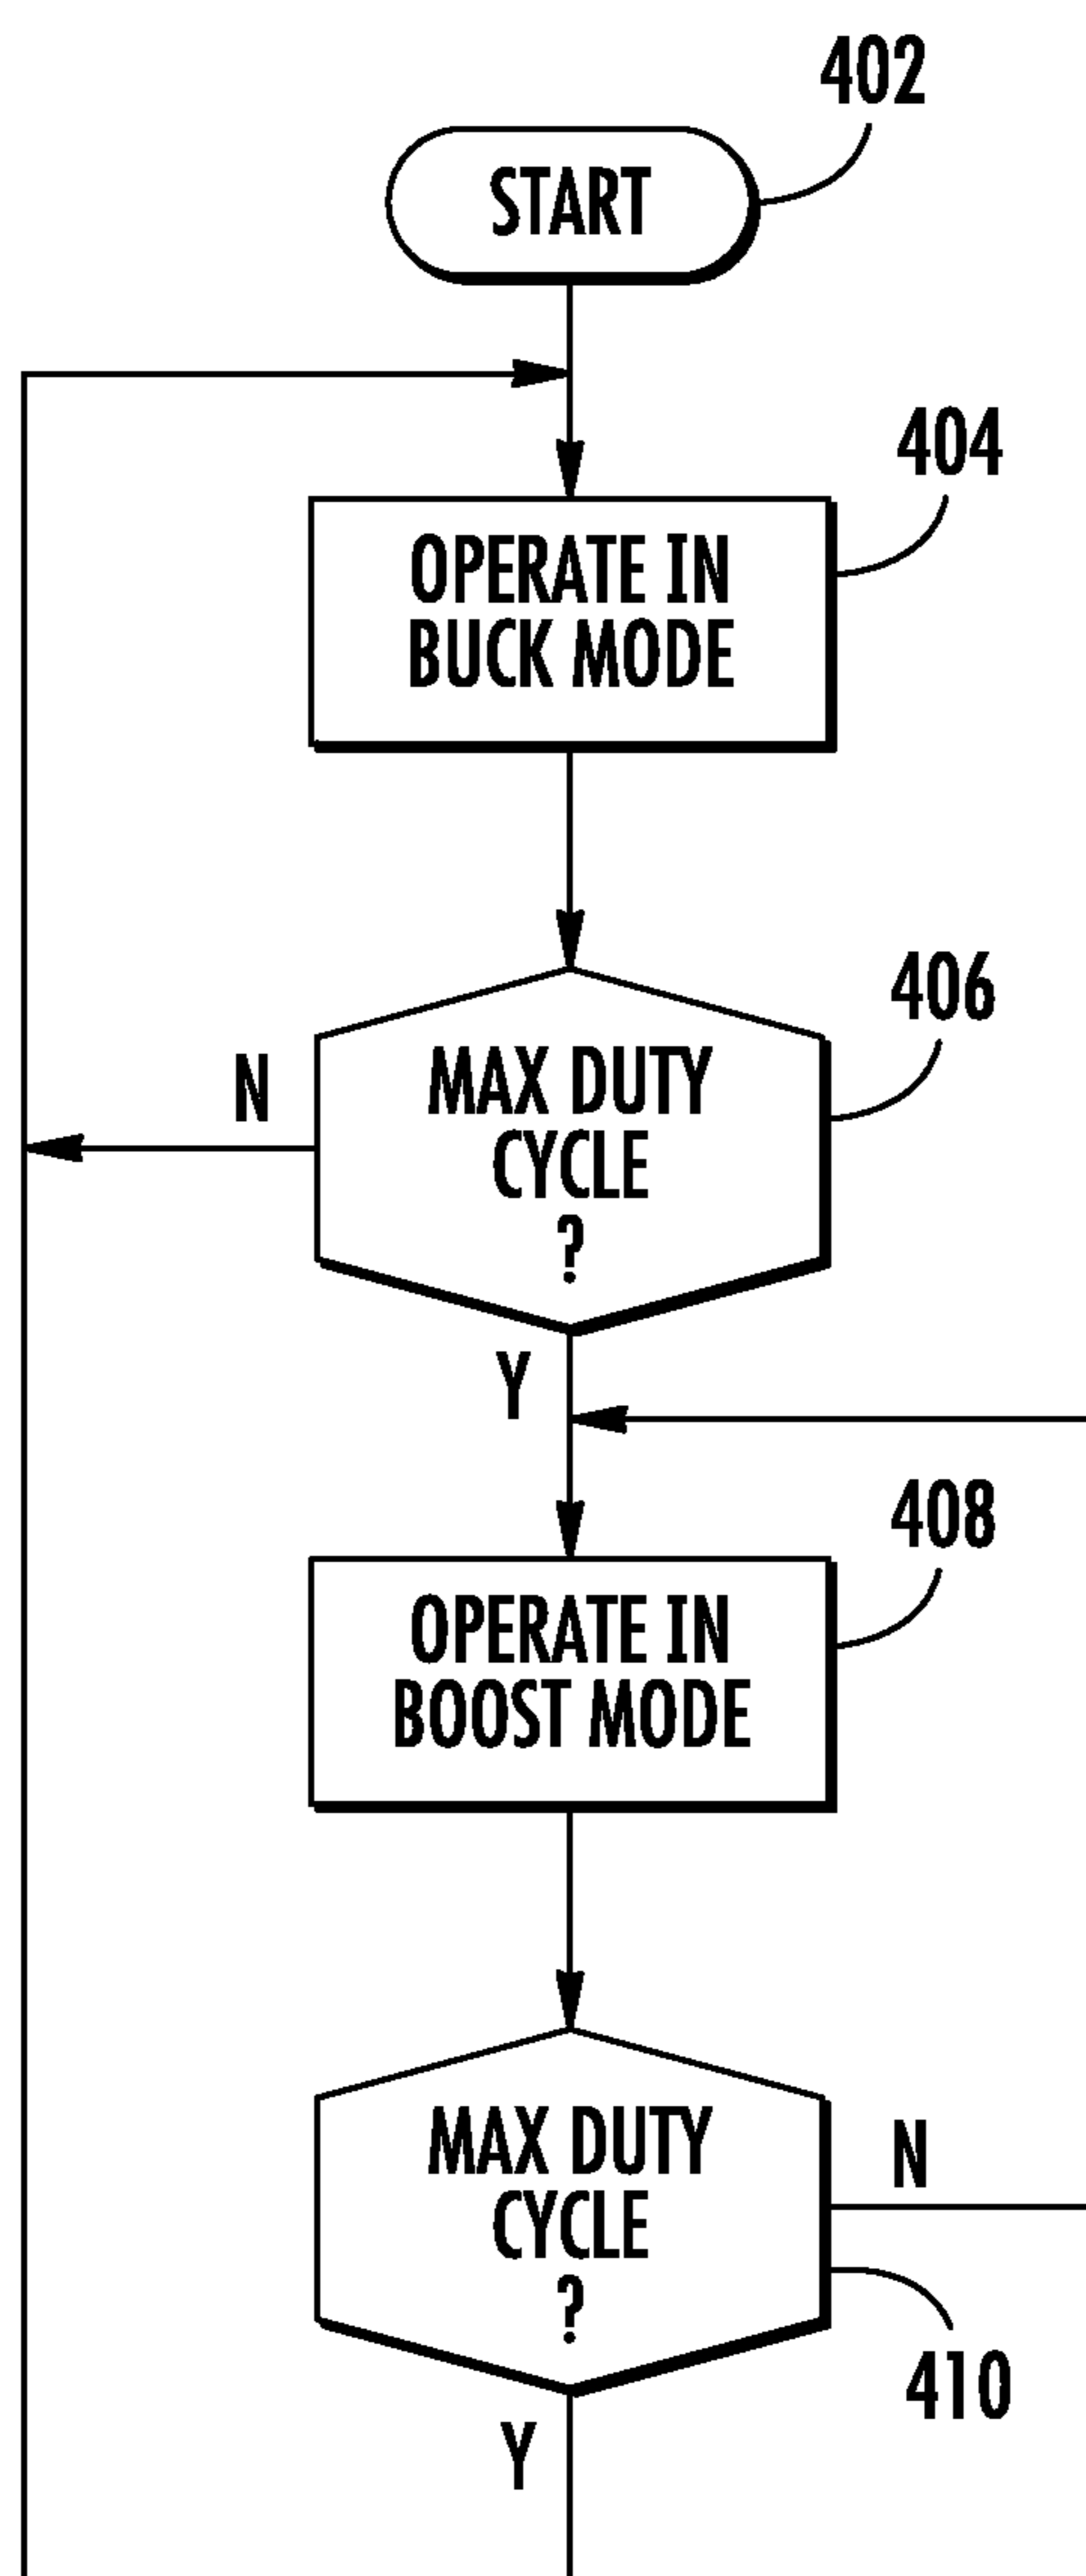 402
START
404
OPERATE IN
BUCK MODE
406
N
MAX DUTY
CYCLE
?
Y
408
OPERATE IN
BOOST MODE
MAX DUTY
CYCLE
?
N
410
Y